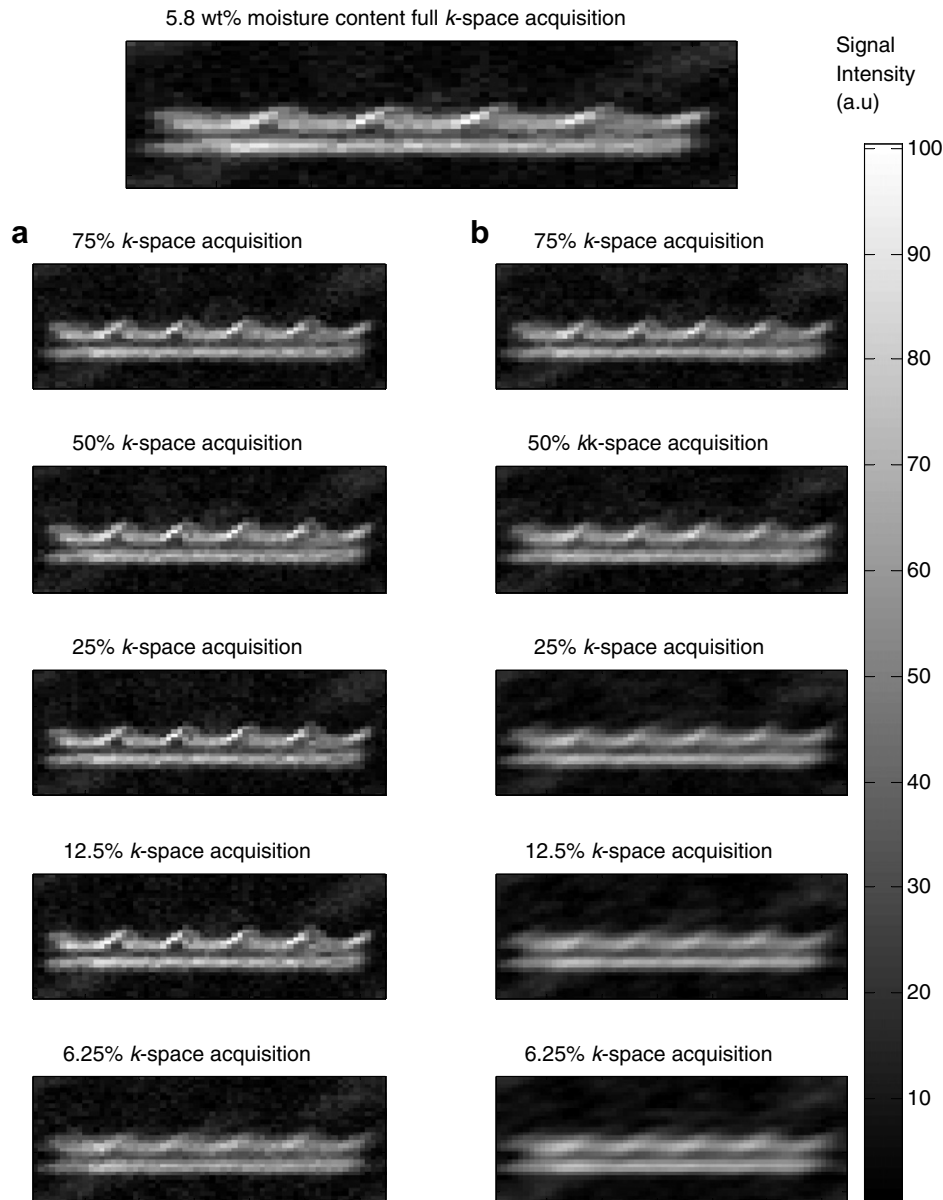 5.8 wt% moisture content full k-space acquisition
Signal
Intensity
(a.u)
a
75% k-space acquisition
50% k-space acquisition
25% k-space acquisition
12.5% k-space acquisition
6.25% k-space acquisition
b
75% k-space acquisition
50% kk-space acquisition
25% k-space acquisition
12.5% k-space acquisition
6.25% k-space acquisition
100
90
80
70
60
50
40
30
20
10